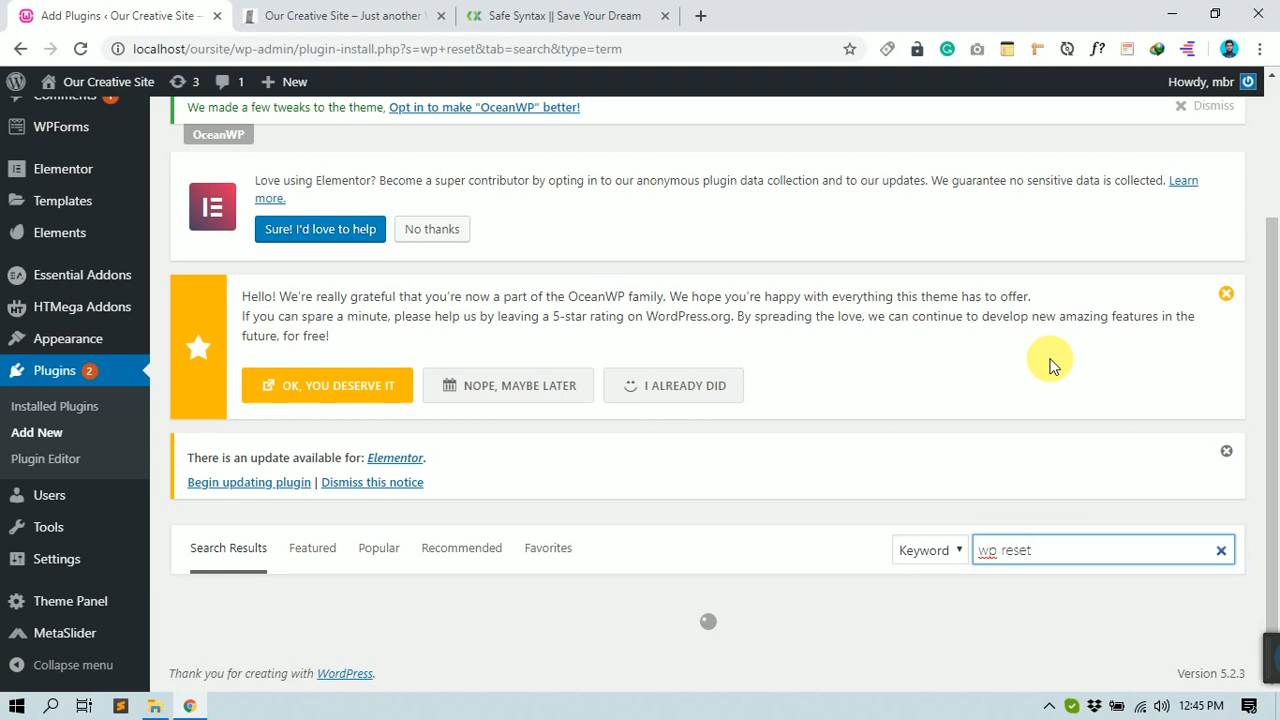 Add Plugins ‹ Our Creative Site —
Our Creative Site – Just another W
Safe Syntax || Save Your Dream
localhost/oursite/wp-admin/plugin-install.php?s=wp+reset&tab=search&type=term
f?
Our Creative Site
3
1
New
Howdy, mbr
Comments
WPForms
Elementor
Templates
Elements
Essential Addons
HTMega Addons
Appearance
Plugins 2
Installed Plugins
Add New
Plugin Editor
Users
Tools
Settings
Theme Panel
MetaSlider
Collapse menu
We made a few tweaks to the theme, Opt in to make "OceanWP" better!
Dismiss
OceanWP
Love using Elementor? Become a super contributor by opting in to our anonymous plugin data collection and to our updates. We guarantee no sensitive data is collected. Learn
more.
Sure! I'd love to help
No thanks
Hello! We're really grateful that you're now a part of the OceanWP family. We hope you're happy with everything this theme has to offer.
If you can spare a minute, please help us by leaving a 5-star rating on WordPress.org. By spreading the love, we can continue to develop new amazing features in the
future, for free!
OK, YOU DESERVE IT
NOPE, MAYBE LATER
I ALREADY DID
There is an update available for: Elementor.
Begin updating plugin | Dismiss this notice
Search Results
Featured
Popular
Recommended
Favorites
Keyword
wp reset
Thank you for creating with WordPress.
Version 5.2.3
12:45 PM